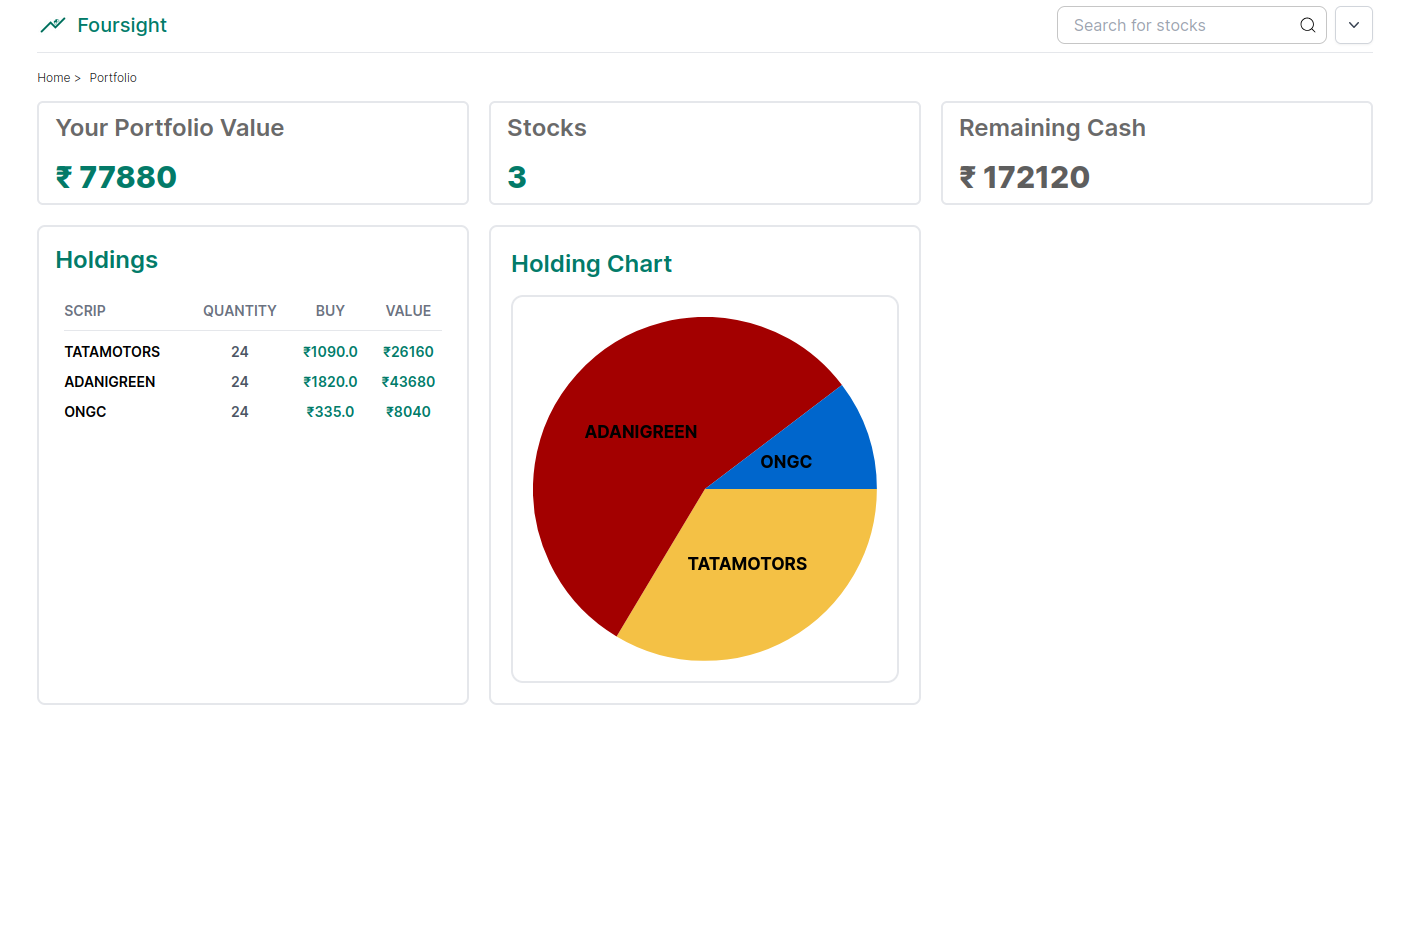 Foursight
Search for stocks
Home > Portfolio
Your Portfolio Value
₹ 77880
Stocks
3
Remaining Cash
₹ 172120
Holdings
SCRIP QUANTITY BUY VALUE
TATAMOTORS 24 ₹1090.0 ₹26160
ADANIGREEN 24 ₹1820.0 ₹43680
ONGC 24 ₹335.0 ₹8040
Holding Chart
ADANIGREEN
ONGC
TATAMOTORS